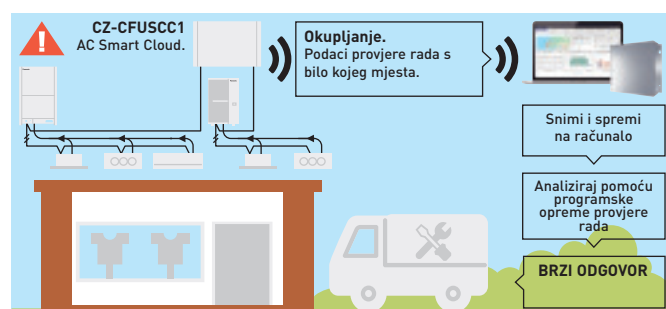 CZ-CFUSCC1
AC Smart Cloud.
Okupljanje.
Podaci provjere rada s
bilo kojeg mjesta.
Snimi i spremi
na računalo
Analiziraj pomoću
programske
opreme provjere
rada
BRZI ODGOVOR